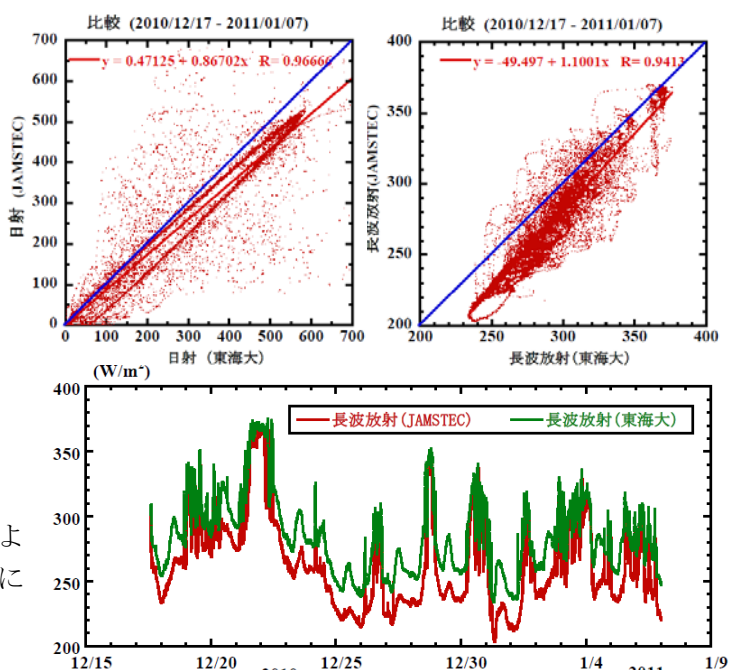 比較 (2010/12/17 - 2011/01/07)
700
600
500
400
300
200
100
0
y = 0.47125 + 0.86702x R= 0.96666
日射 (JAMSTEC)
0 100 200 300 400 500 600 700
日射 (東海大)
比較 (2010/12/17 - 2011/01/07)
400
350
300
250
200
y = -49.497 + 1.1001x R= 0.9413
長波放射(JAMSTEC)
200 250 300 350 400
長波放射(東海大)
(W/m²)
400
350
300
250
200
長波放射(JAMSTEC) 長波放射(東海大)
よ
に
12/15 12/20 12/25 12/30 1/4 1/9